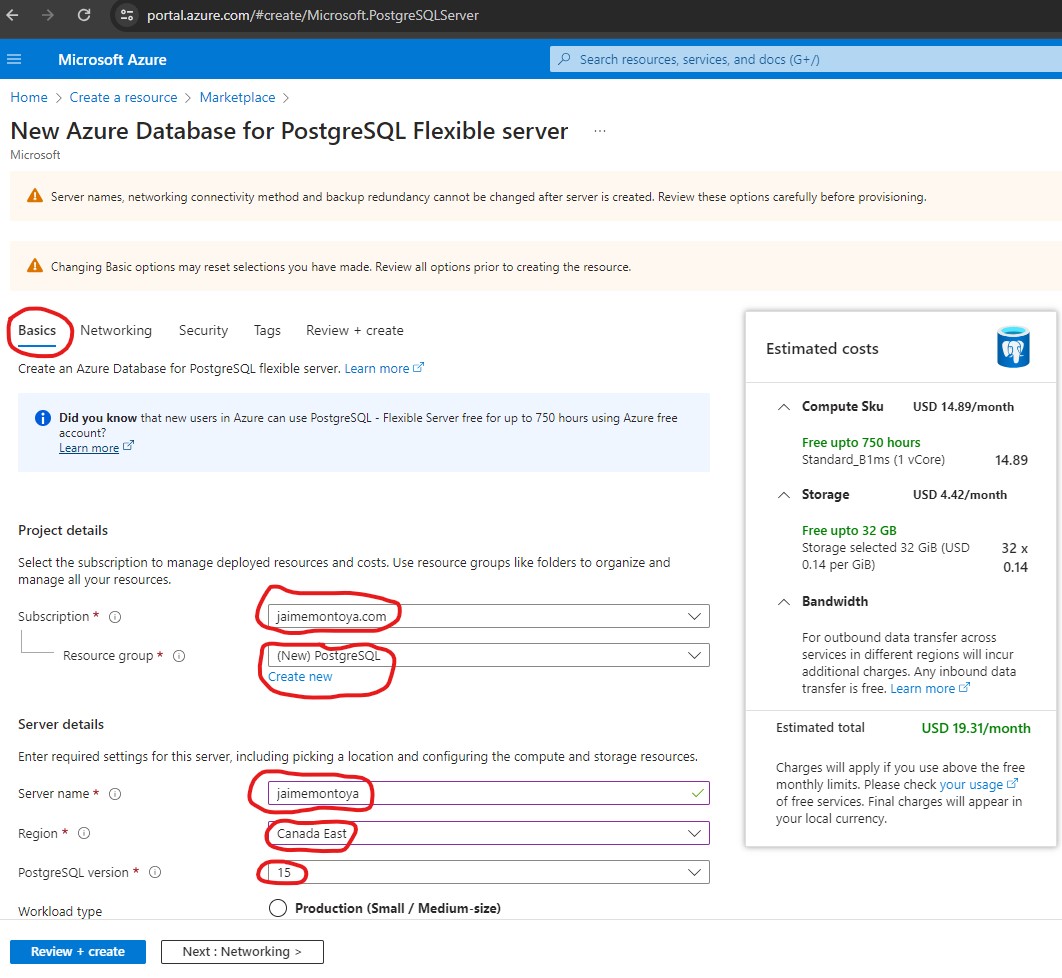 portal.azure.com/#create/Microsoft.PostgreSQLServer
Microsoft Azure
Search resources, services, and docs (G+/)
Home > Create a resource > Marketplace >
New Azure Database for PostgreSQL Flexible server ...
Microsoft
Server names, networking connectivity method and backup redundancy cannot be changed after server is created. Review these options carefully before provisioning.
Changing Basic options may reset selections you have made. Review all options prior to creating the resource.
Basics Networking Security Tags Review + create
Create an Azure Database for PostgreSQL flexible server. Learn more
Did you know that new users in Azure can use PostgreSQL - Flexible Server free for up to 750 hours using Azure free
account?
Learn more
Project details
Select the subscription to manage deployed resources and costs. Use resource groups like folders to organize and
manage all your resources.
Subscription * jaimemontoya.com
Resource group * (New) PostgreSQL
Create new
Server details
Enter required settings for this server, including picking a location and configuring the compute and storage resources.
Server name * jaimemontoya
Region * Canada East
PostgreSQL version * 15
Workload type Production (Small / Medium-size)
Estimated costs
Compute Sku USD 14.89/month
Free upto 750 hours
Standard_B1ms (1 vCore) 14.89
Storage USD 4.42/month
Free upto 32 GB
Storage selected 32 GiB (USD 32 x
0.14 per GiB) 0.14
Bandwidth
For outbound data transfer across
services in different regions will incur
additional charges. Any inbound data
transfer is free. Learn more
Estimated total USD 19.31/month
Charges will apply if you use above the free
monthly limits. Please check your usage
of free services. Final charges will appear in
your local currency.
Review + create Next : Networking >